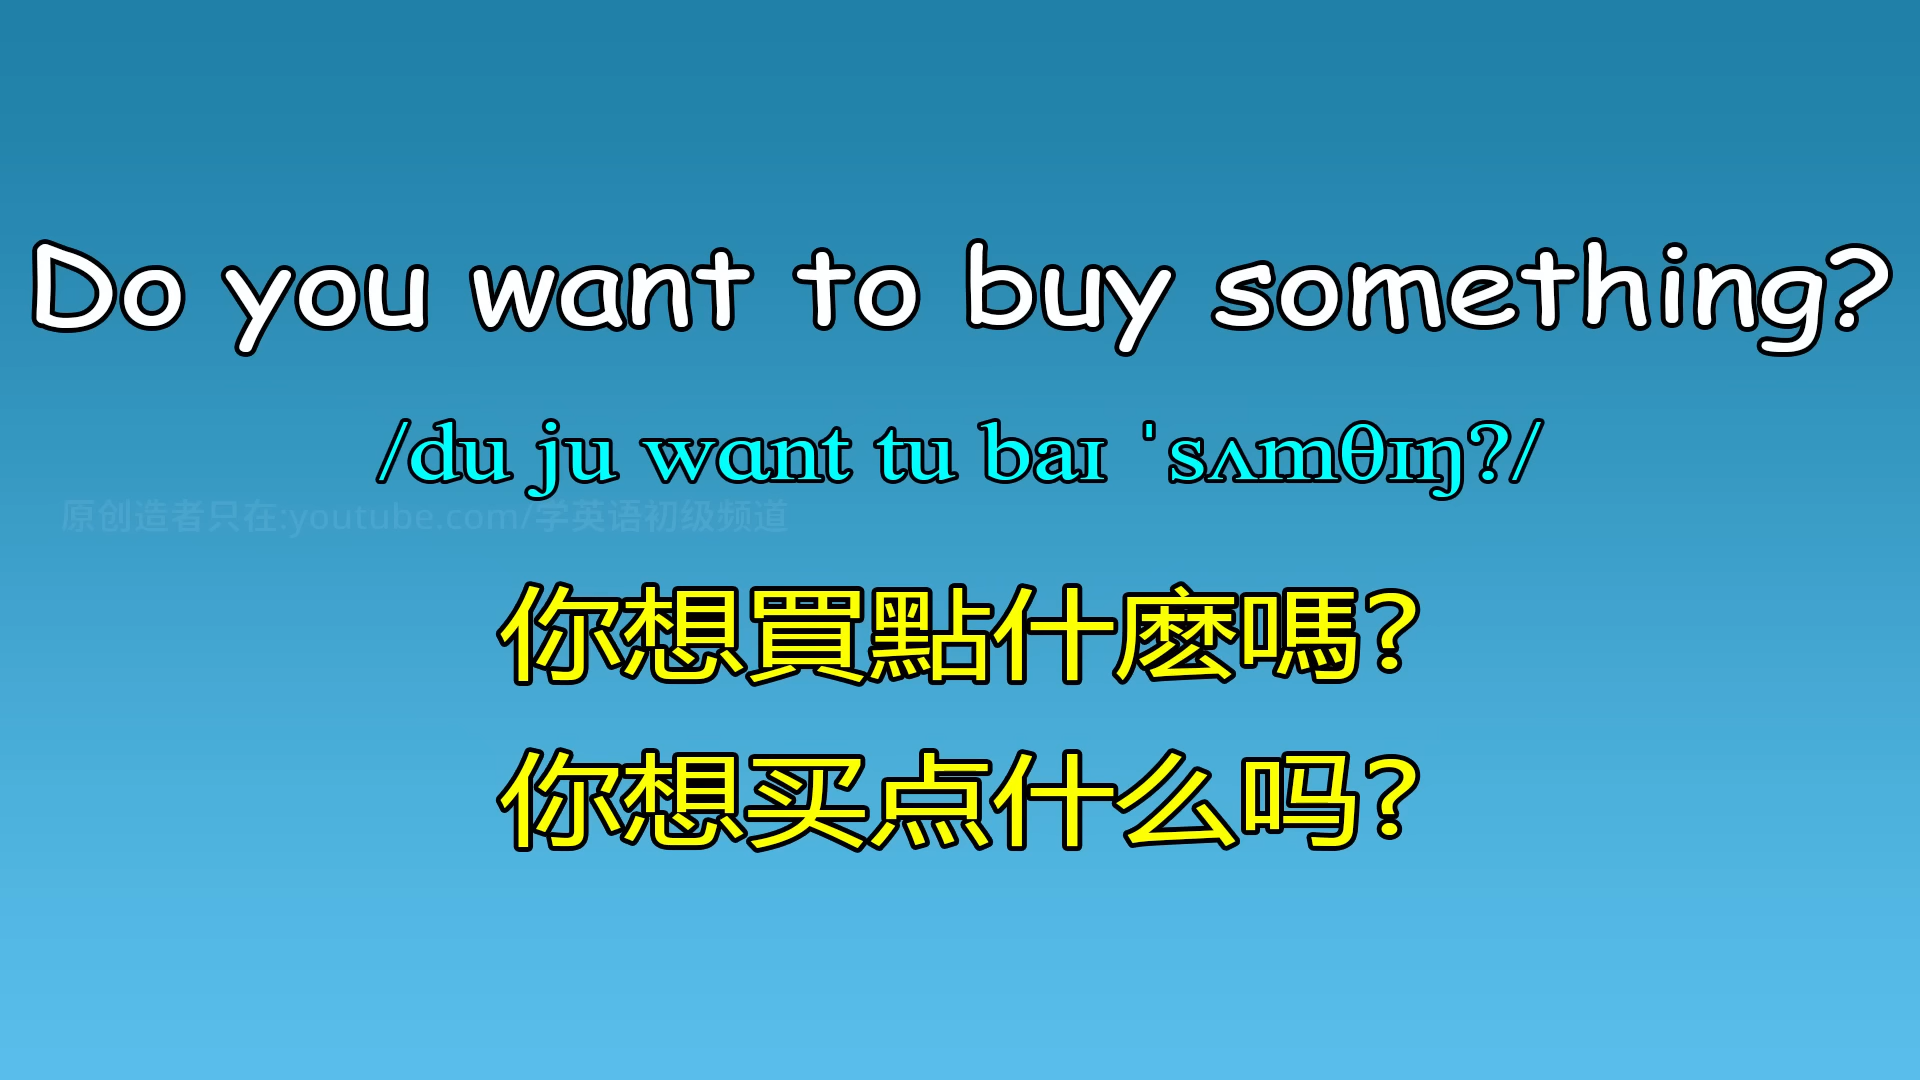 Do you want to buy something?
/du ju wɑnt tu baɪ ˈsʌmθɪŋ?/
原创造者只在:youtube.com/学英语初级频道
你想買點什麽嗎?
你想买点什么吗?